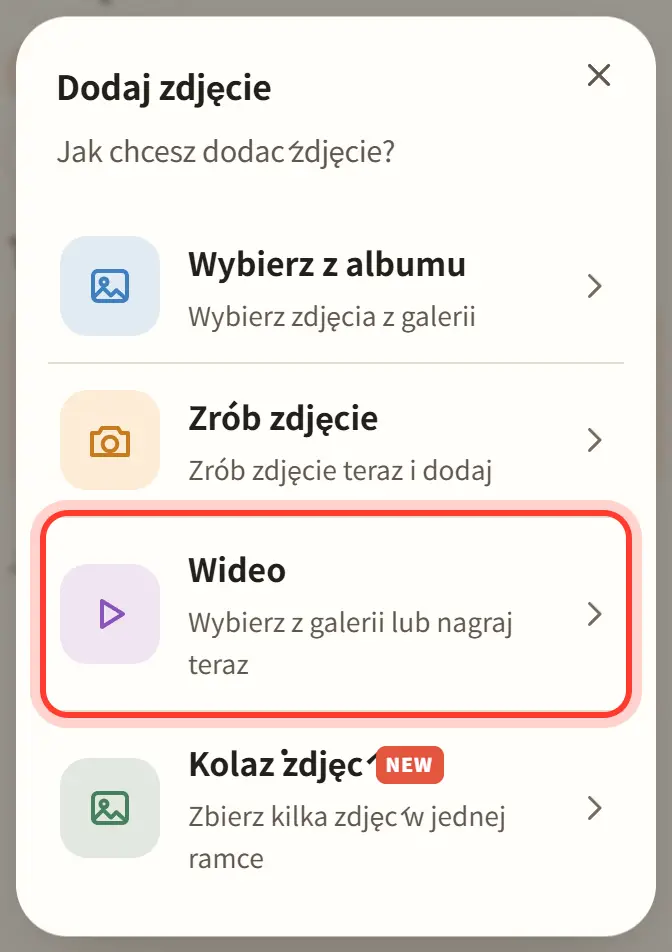 Dodaj zdjęcie
Jak chcesz dodać zdjęcie?
Wybierz z albumu
Wybierz zdjęcia z galerii
Zrób zdjęcie
Zrób zdjęcie teraz i dodaj
Wideo
Wybierz z galerii lub nagraj
teraz
Kolaż zdjęć NEW
Zbierz kilka zdjęć w jednej
ramce